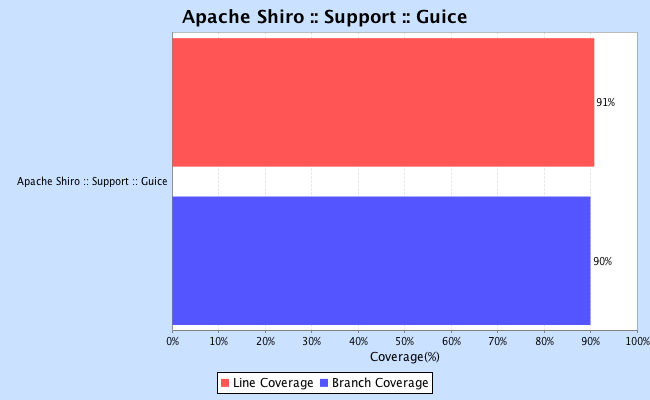 Apache Shiro :: Support :: Guice
91%
Apache Shiro :: Support :: Guice
90%
0% 10% 20% 30% 40% 50% 60% 70% 80% 90% 100%
Coverage(%)
Line Coverage Branch Coverage